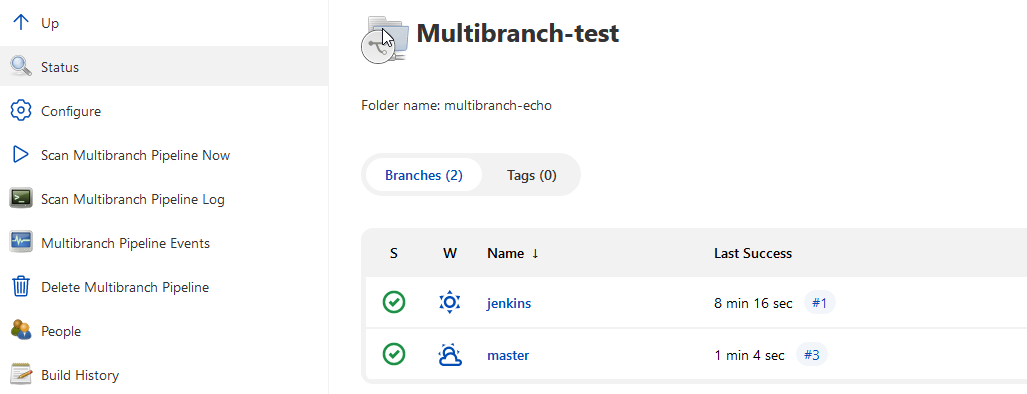 Up
Status
Configure
Scan Multibranch Pipeline Now
Scan Multibranch Pipeline Log
Multibranch Pipeline Events
Delete Multibranch Pipeline
People
Build History
Multibranch-test
Folder name: multibranch-echo
Branches (2) Tags (0)
S W Name ↓ Last Success
jenkins 8 min 16 sec #1
master 1 min 4 sec #3